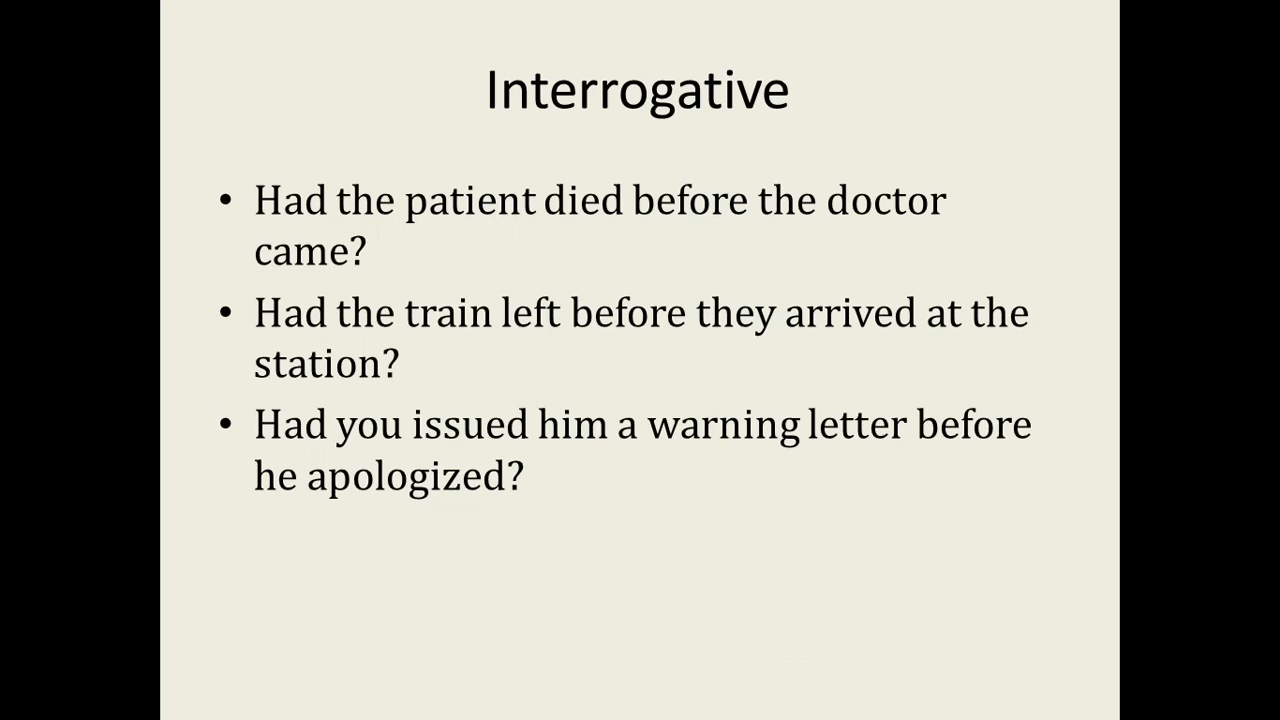 Interrogative
• Had the patient died before the doctor
came?
• Had the train left before they arrived at the
station?
• Had you issued him a warning letter before
he apologized?